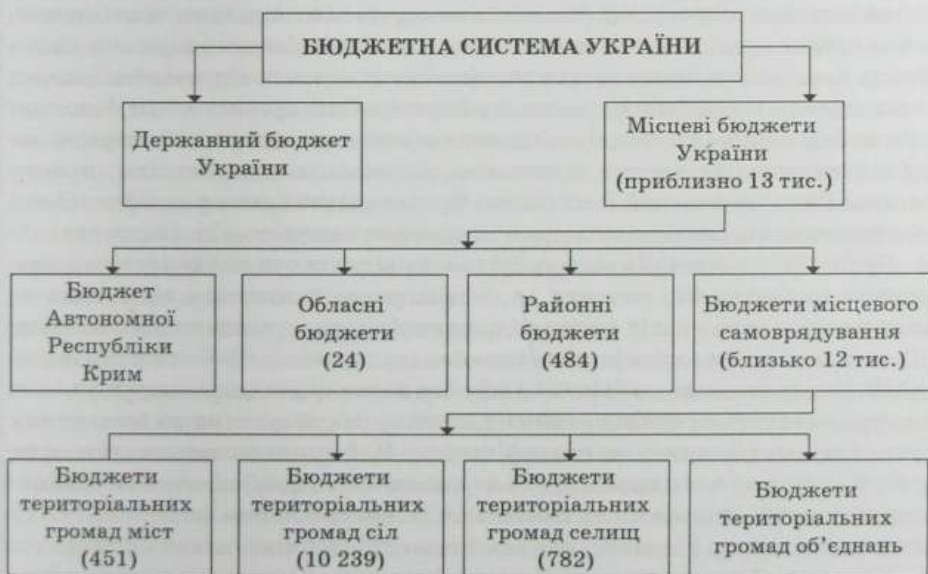 БЮДЖЕТНА СИСТЕМА УКРАЇНИ
Державний бюджет
України
Місцеві бюджети
України
(приблизно 13 тис.)
Бюджет
Автономної
Республіки
Крим
Обласні
бюджети
(24)
Районні
бюджети
(484)
Бюджети місцевого
самоврядування
(близько 12 тис.)
Бюджети
територіальних
громад міст
(451)
Бюджети
територіальних
громад сіл
(10 239)
Бюджети
територіальних
громад селищ
(782)
Бюджети
територіальних
громад об'єднань